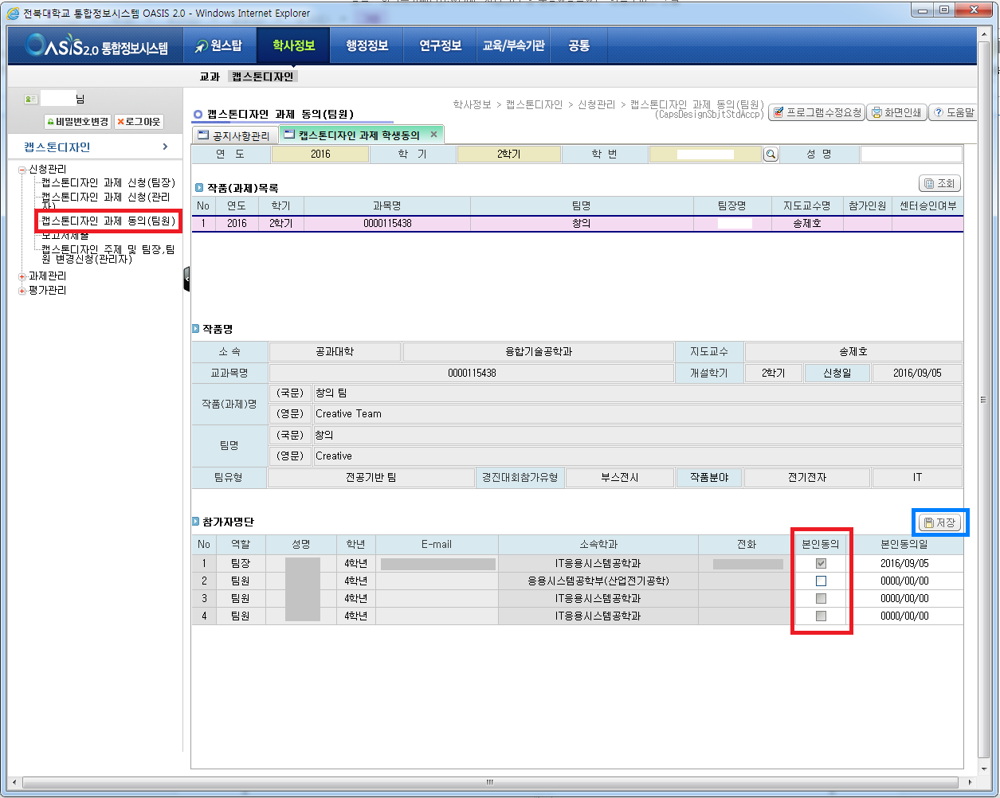 전북대학교 통합정보시스템 OASIS 2.0 - Windows Internet Explorer
OASIS 2.0 통합정보시스템
원스탑
학사정보
행정정보
연구정보
교육/부속기관
공통
교과
캡스톤디자인
님
비밀번호변경
로그아웃
캡스톤디자인
신청관리
캡스톤디자인 과제 신청(팀장)
캡스톤디자인 과제 신청(관리
자)
캡스톤디자인 과제 동의(팀원)
보고서제출
캡스톤디자인 주제 및 팀장,팀
원 변경신청(관리자)
과제관리
평가관리
캡스톤디자인 과제 동의(팀원)
학사정보 > 캡스톤디자인 > 신청관리 > 캡스톤디자인 과제 동의(팀원)
(CapsDesignSbjtStdAccp)
프로그램수정요청
화면인쇄
도움말
공지사항관리
캡스톤디자인 과제 학생동의
연 도 2016 학 기 2학기 학 번 성 명
작품(과제)목록
조회
No 연도 학기 과목명 팀명 팀장명 지도교수명 참가인원 센터승인여부
1 2016 2학기 0000115438 창의 송제호
작품명
소 속 공과대학 융합기술공학과 지도교수 송제호
교과목명 0000115438 개설학기 2학기 신청일 2016/09/05
작품(과제)명
(국문) 창의 팀
(영문) Creative Team
팀명
(국문) 창의
(영문) Creative
팀유형 전공기반 팀 경진대회참가유형 부스전시 작품분야 전기전자 IT
참가자명단
저장
No 역할 성명 학년 E-mail 소속학과 전화 본인동의 본인동의일
1 팀장 4학년 IT응용시스템공학과 2016/09/05
2 팀원 4학년 응용시스템공학부(산업전기공학) 0000/00/00
3 팀원 4학년 IT응용시스템공학과 0000/00/00
4 팀원 4학년 IT응용시스템공학과 0000/00/00